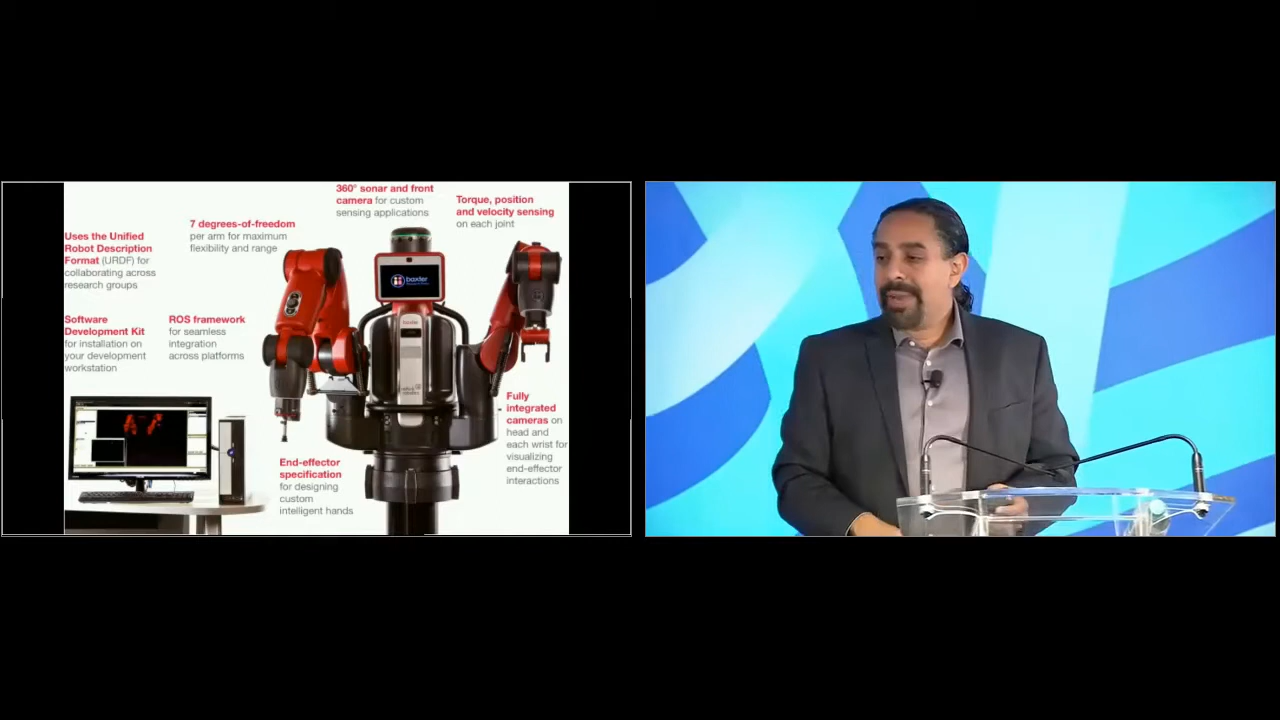 360° sonar and front
camera for custom
sensing applications
Torque, position
and velocity sensing
on each joint
7 degrees-of-freedom
per arm for maximum
flexibility and range
Uses the Unified
Robot Description
Format (URDF) for
collaborating across
research groups
Software
Development Kit
for installation on
your development
workstation
ROS framework
for seamless
integration
across platforms
baxter
Fully
integrated
cameras on
head and
each wrist for
visualizing
end-effector
interactions
End-effector
specification
for designing
custom
intelligent hands